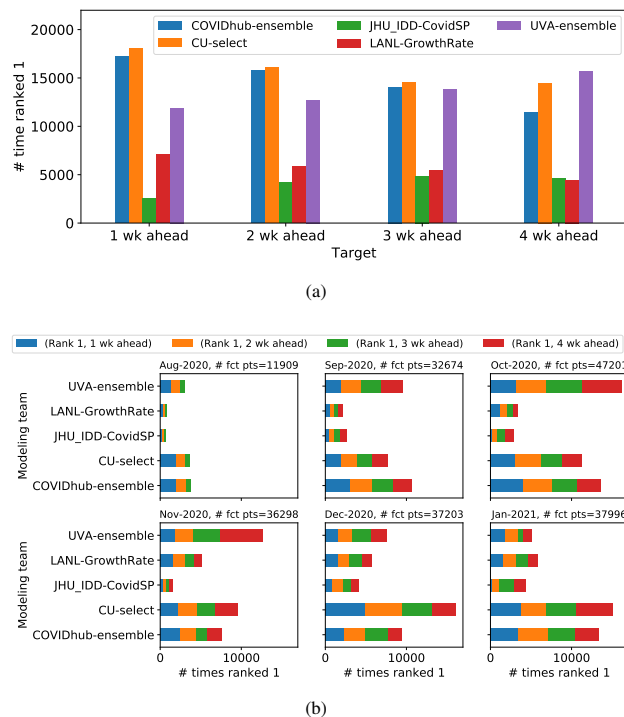 20000
15000
10000
5000
0
# time ranked 1
COVIDhub-ensemble
CU-select
JHU_IDD-CovidSP
LANL-GrowthRate
UVA-ensemble
1 wk ahead 2 wk ahead 3 wk ahead 4 wk ahead
Target
(a)
(Rank 1, 1 wk ahead) (Rank 1, 2 wk ahead) (Rank 1, 3 wk ahead) (Rank 1, 4 wk ahead)
Aug-2020, # fct pts=11909 Sep-2020, # fct pts=32674 Oct-2020, # fct pts=47201
Modeling team
UVA-ensemble
LANL-GrowthRate
JHU_IDD-CovidSP
CU-select
COVIDhub-ensemble
Nov-2020, # fct pts=36298 Dec-2020, # fct pts=37203 Jan-2021, # fct pts=37996
Modeling team
UVA-ensemble
LANL-GrowthRate
JHU_IDD-CovidSP
CU-select
COVIDhub-ensemble
0 10000 0 10000 0 10000
# times ranked 1 # times ranked 1 # times ranked 1
(b)